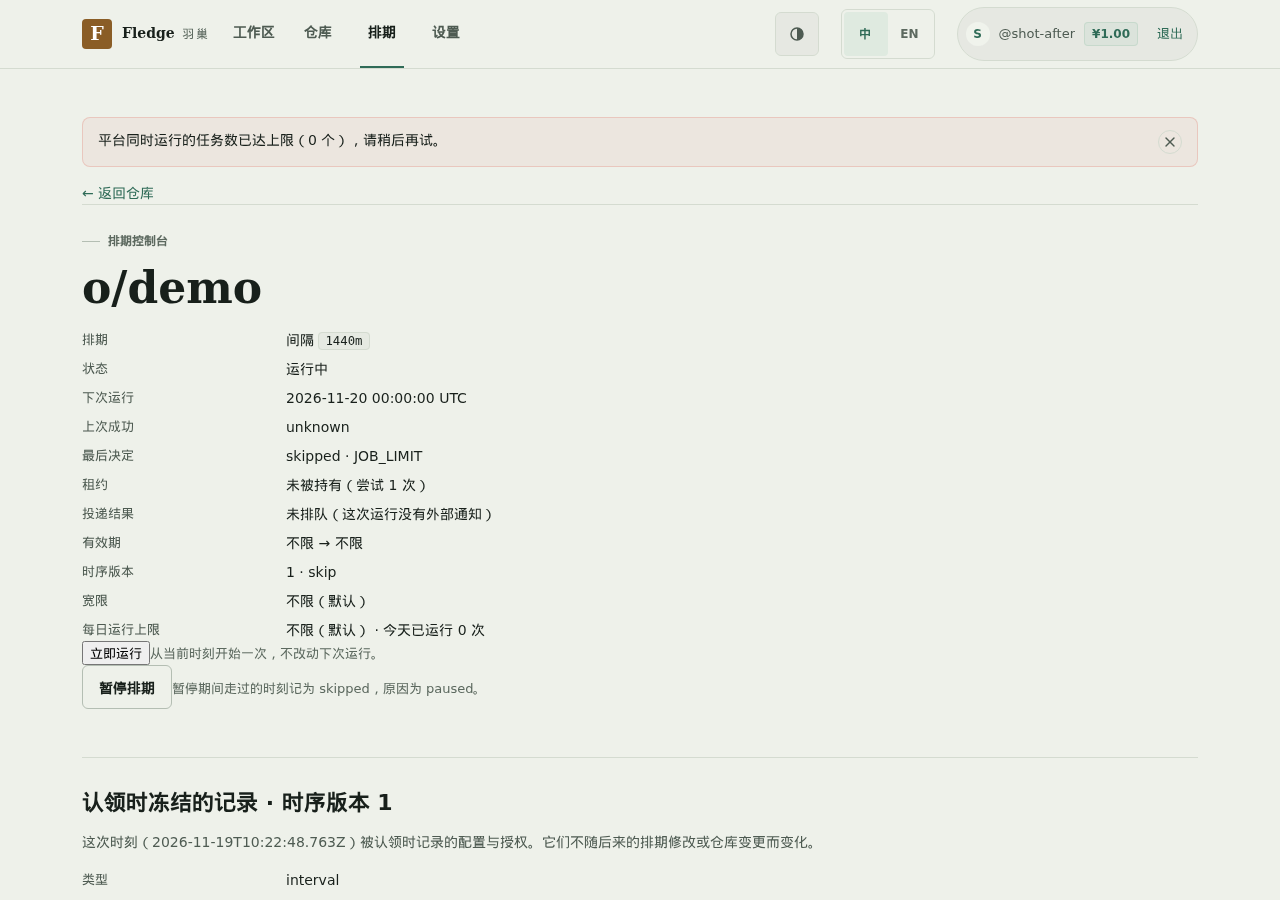 F Fledge 羽巢 工作区 仓库 排期 设置 中 EN S @shot-after ¥1.00 退出
平台同时运行的任务数已达上限（0 个），请稍后再试。
← 返回仓库
排期控制台
o/demo
排期 间隔 1440m
状态 运行中
下次运行 2026-11-20 00:00:00 UTC
上次成功 unknown
最后决定 skipped · JOB_LIMIT
租约 未被持有（尝试 1 次）
投递结果 未排队（这次运行没有外部通知）
有效期 不限 → 不限
时序版本 1 · skip
宽限 不限（默认）
每日运行上限 不限（默认） · 今天已运行 0 次
立即运行 从当前时刻开始一次，不改动下次运行。
暂停排期 暂停期间走过的时刻记为 skipped，原因为 paused。
认领时冻结的记录 · 时序版本 1
这次时刻（2026-11-19T10:22:48.763Z）被认领时记录的配置与授权。它们不随后来的排期修改或仓库变更而变化。
类型 interval